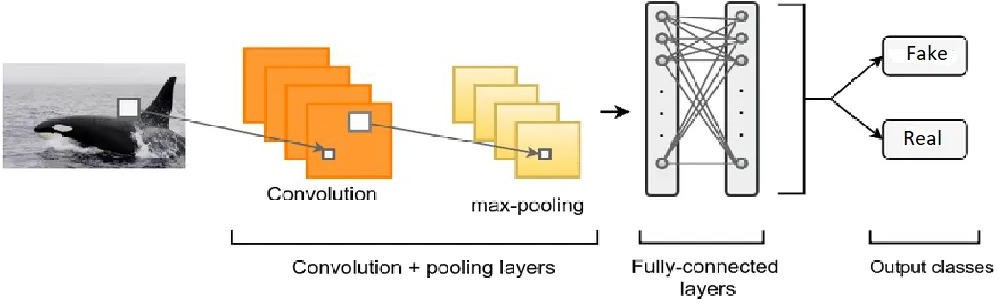 Fake
Real
Convolution
max-pooling
Convolution + pooling layers
Fully-connected
layers
Output classes